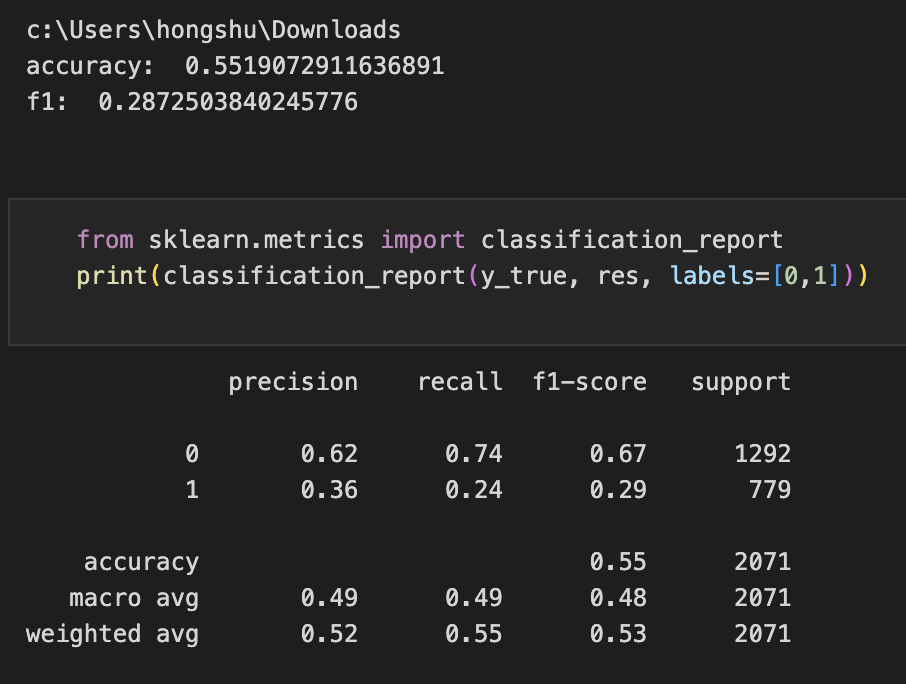 c:\Users\hongshu\Downloads
accuracy:  0.5519072911636891
f1:  0.2872503840245776
from sklearn.metrics import classification_report
print(classification_report(y_true, res, labels=[0,1]))
precision    recall  f1-score   support
0       0.62      0.74      0.67      1292
1       0.36      0.24      0.29       779
accuracy                           0.55      2071
macro avg       0.49      0.49      0.48      2071
weighted avg       0.52      0.55      0.53      2071